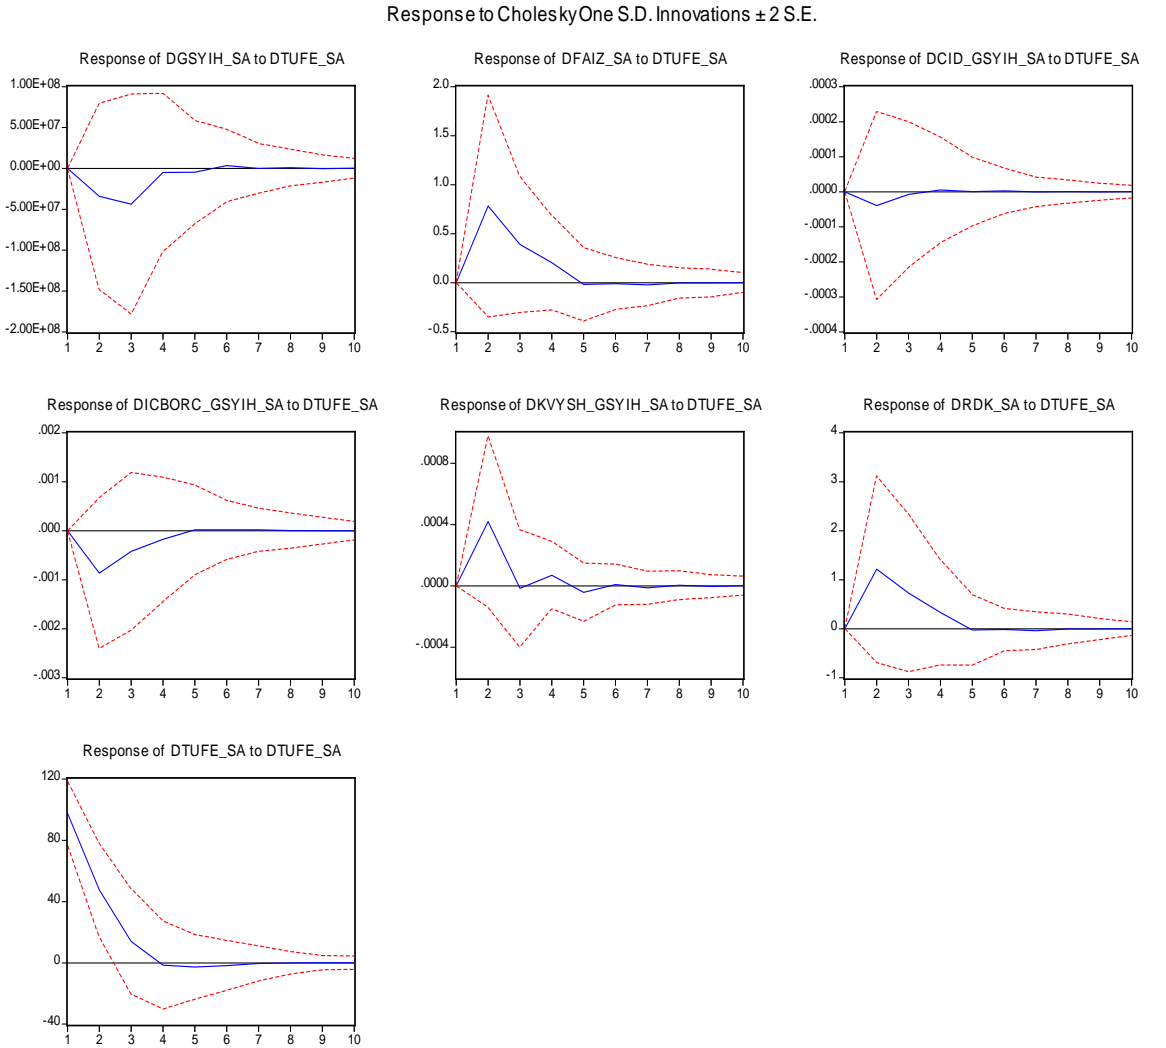 Response to Cholesky One S.D. Innovations ± 2 S.E.
Response of DGSYIH_SA to DTUFE_SA
1.00E+08
5.00E+07
0.00E+00
-5.00E+07
-1.00E+08
-1.50E+08
-2.00E+08
1 2 3 4 5 6 7 8 9 10
Response of DFAIZ_SA to DTUFE_SA
2.0
1.5
1.0
0.5
0.0
-0.5
1 2 3 4 5 6 7 8 9 10
Response of DCID_GSYIH_SA to DTUFE_SA
.0003
.0002
.0001
.0000
-.0001
-.0002
-.0003
-.0004
1 2 3 4 5 6 7 8 9 10
Response of DICBORC_GSYIH_SA to DTUFE_SA
.002
.001
.000
-.001
-.002
-.003
1 2 3 4 5 6 7 8 9 10
Response of DKVYSH_GSYIH_SA to DTUFE_SA
.0008
.0004
.0000
-.0004
1 2 3 4 5 6 7 8 9 10
Response of DRDK_SA to DTUFE_SA
4
3
2
1
0
-1
1 2 3 4 5 6 7 8 9 10
Response of DTUFE_SA to DTUFE_SA
120
80
40
0
-40
1 2 3 4 5 6 7 8 9 10